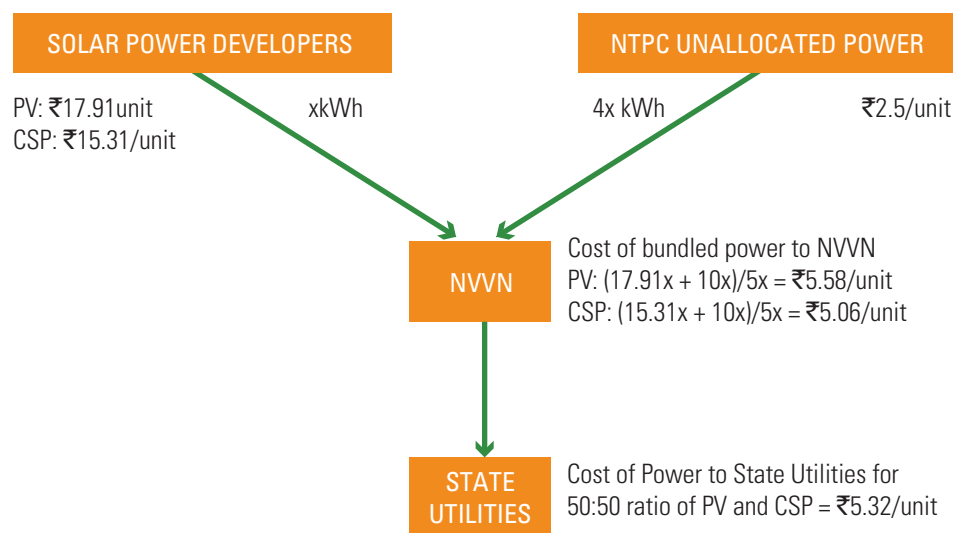 SOLAR POWER DEVELOPERS
NTPC UNALLOCATED POWER
PV: ₹17.91unit
CSP: ₹15.31/unit
xkWh
4x kWh
₹2.5/unit
NVVN
Cost of bundled power to NVVN
PV: (17.91x + 10x)/5x = ₹5.58/unit
CSP: (15.31x + 10x)/5x = ₹5.06/unit
STATE
UTILITIES
Cost of Power to State Utilities for
50:50 ratio of PV and CSP = ₹5.32/unit